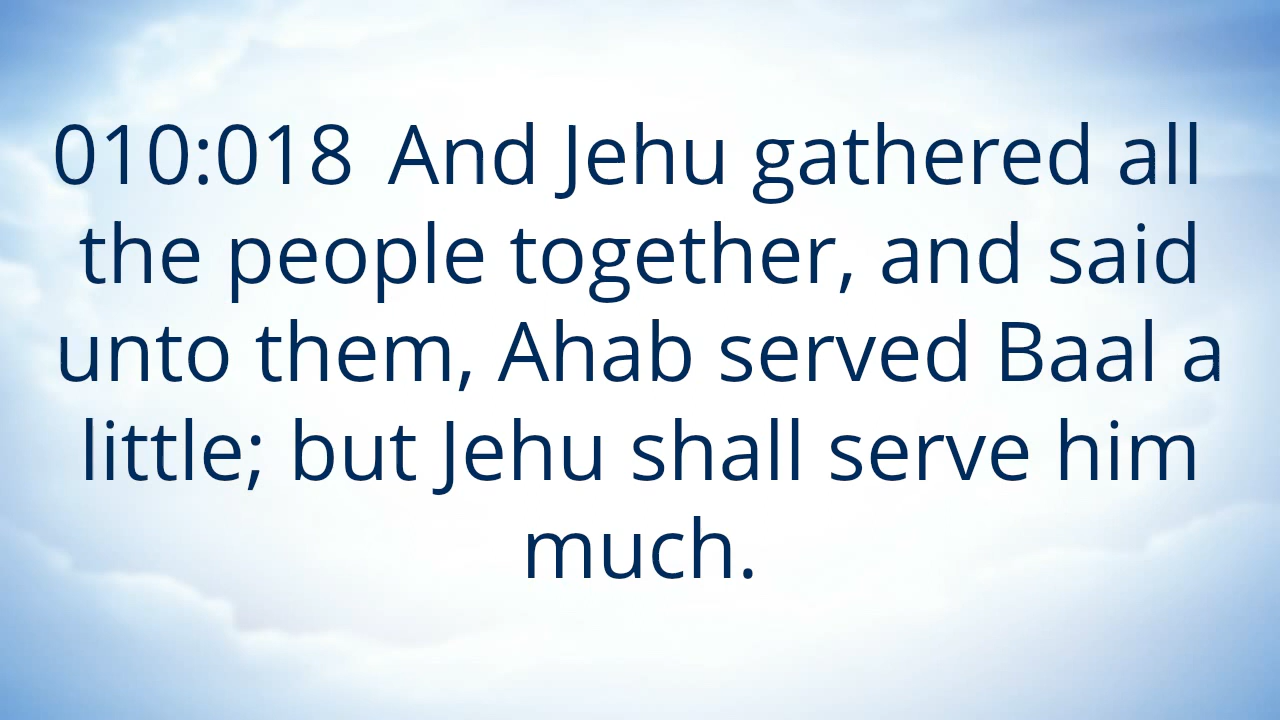 010:018 And Jehu gathered all
the people together, and said
unto them, Ahab served Baal a
little; but Jehu shall serve him
much.